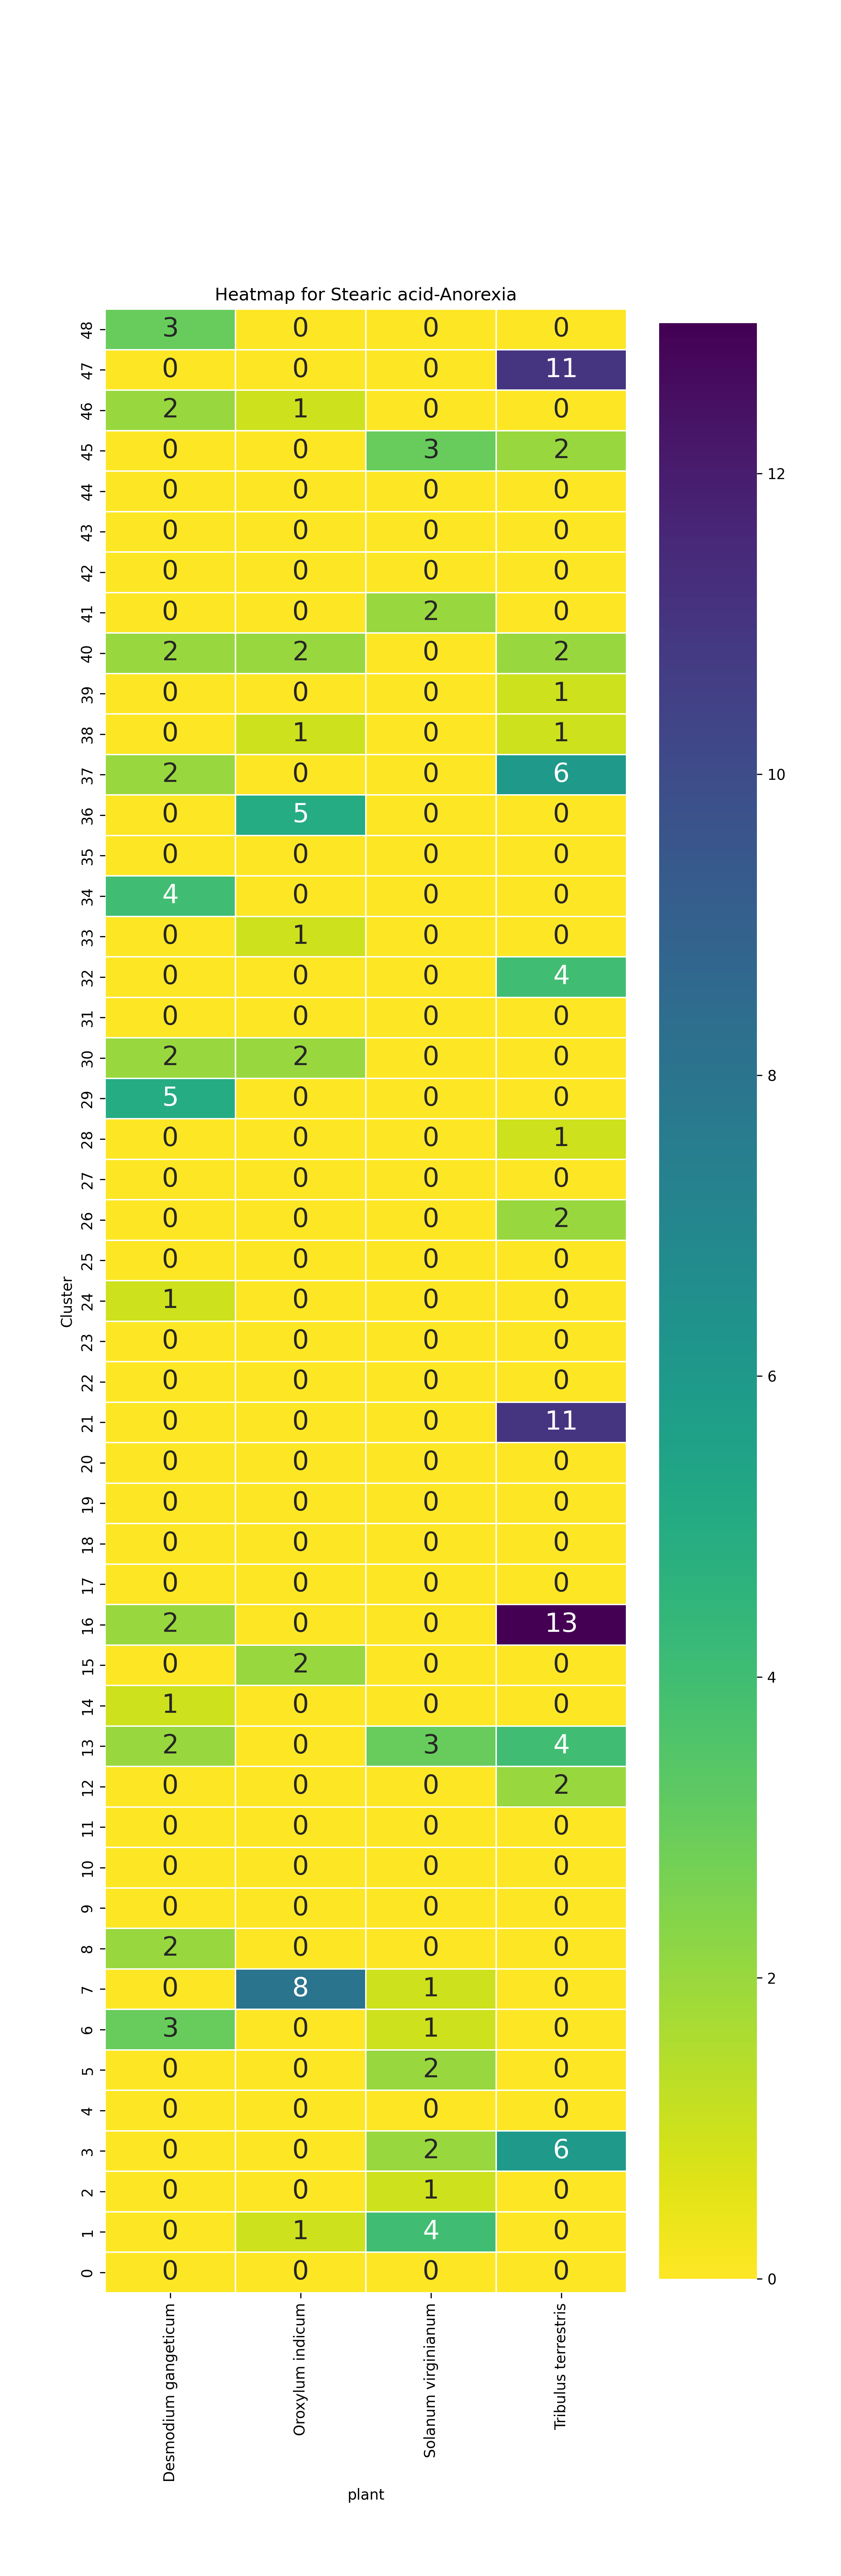 Heatmap for Stearic acid-Anorexia
48 3 0 0 0
47 0 0 0 11
46 2 1 0 0
45 0 0 3 2
12
44 0 0 0 0
43 0 0 0 0
42 0 0 0 0
41 0 0 2 0
40 2 2 0 2
39 0 0 0 1
38 0 1 0 1
37 2 0 0 6
10
36 0 5 0 0
35 0 0 0 0
34 4 0 0 0
33 0 1 0 0
32 0 0 0 4
31 0 0 0 0
30 2 2 0 0
8
29 5 0 0 0
28 0 0 0 1
27 0 0 0 0
26 0 0 0 2
25 0 0 0 0
24 1 0 0 0
Cluster
23 0 0 0 0
22 0 0 0 0
6
21 0 0 0 11
20 0 0 0 0
19 0 0 0 0
18 0 0 0 0
17 0 0 0 0
16 2 0 0 13
15 0 2 0 0
4
14 1 0 0 0
13 2 0 3 4
12 0 0 0 2
11 0 0 0 0
10 0 0 0 0
9 0 0 0 0
8 2 0 0 0
2
7 0 8 1 0
6 3 0 1 0
5 0 0 2 0
4 0 0 0 0
3 0 0 2 6
2 0 0 1 0
1 0 1 4 0
0 0 0 0 0
0
Desmodium gangeticum
Oroxylum indicum
Solanum virginianum
Tribulus terrestris
plant